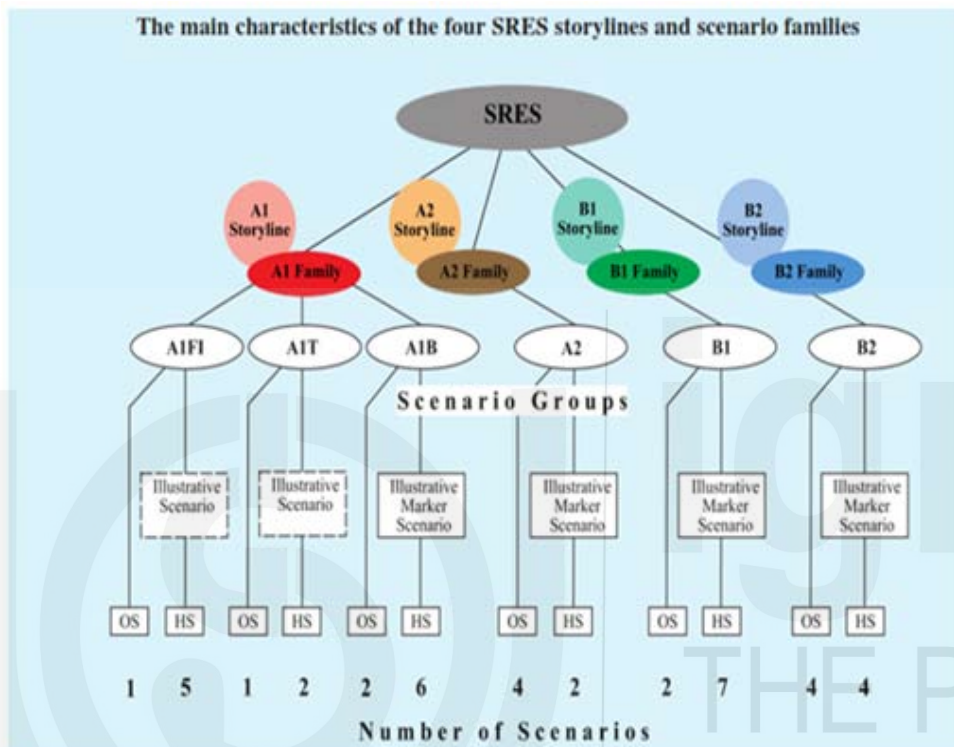 The main characteristics of the four SRES storylines and scenario families
SRES
A1
Storyline
A2
Storyline
B1
Storyline
B2
Storyline
A1 Family
A2 Family
B1 Family
B2 Family
A1FI
A1T
A1B
A2
B1
B2
Scenario Groups
Illustrative
Scenario
Illustrative
Scenario
Illustrative
Marker
Scenario
Illustrative
Marker
Scenario
Illustrative
Marker
Scenario
Illustrative
Marker
Scenario
OS HS OS HS OS HS OS HS OS HS OS HS
1 5 1 2 2 6 4 2 2 7 4 4
Number of Scenarios
THE P